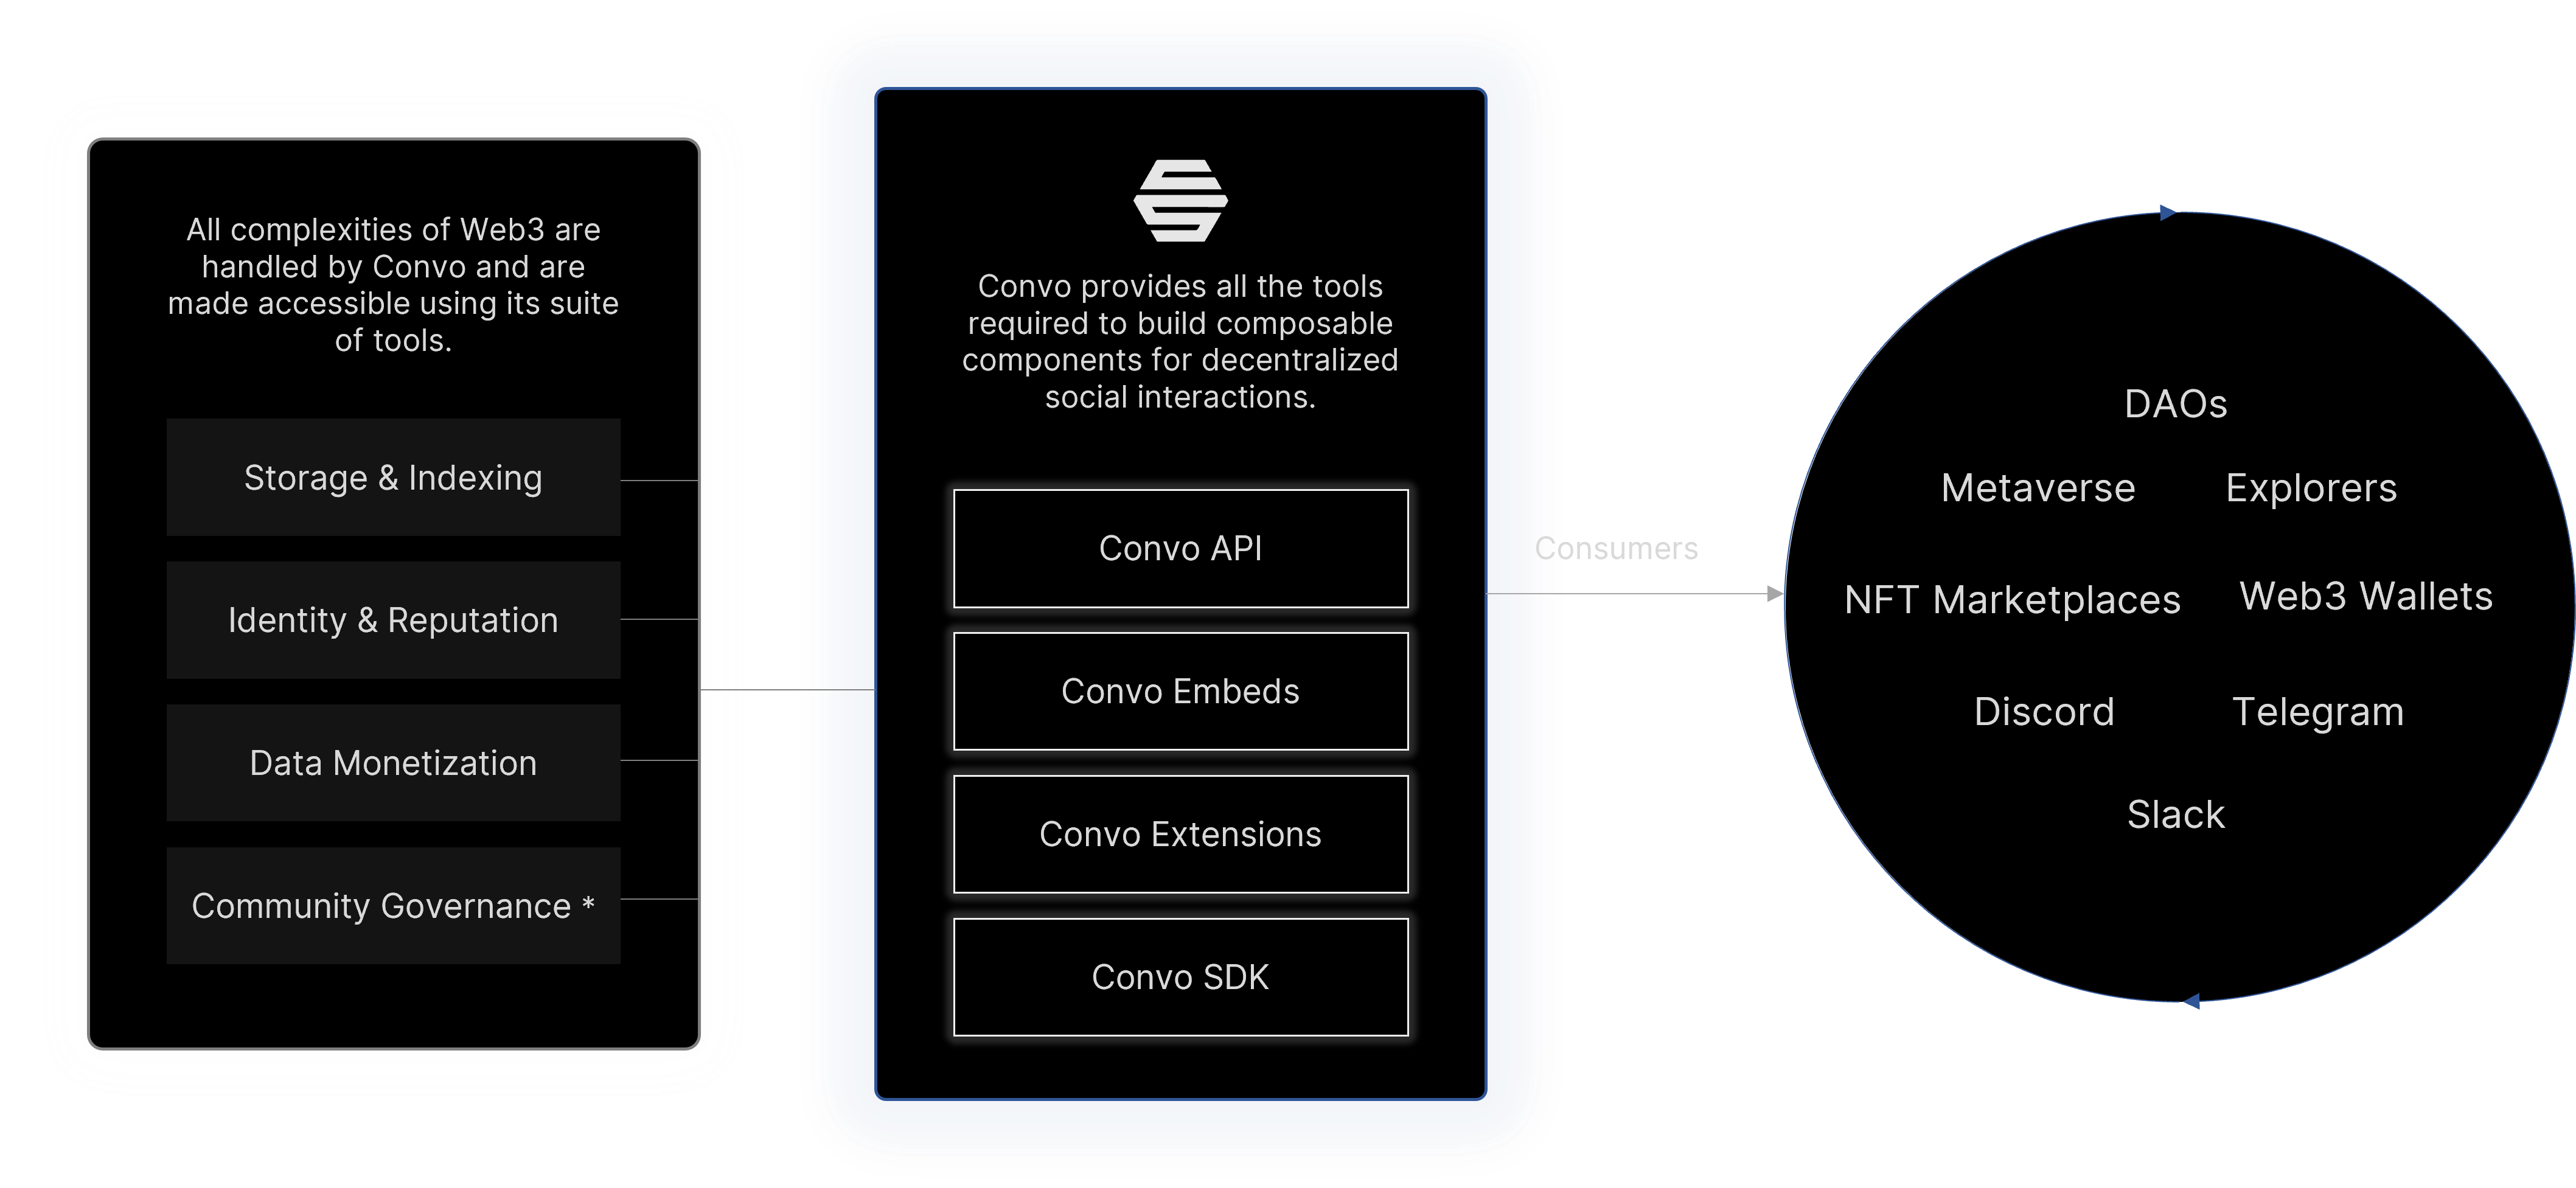 All complexities of Web3 are
handled by Convo and are
made accessible using its suite
of tools.
Storage & Indexing
Identity & Reputation
Data Monetization
Community Governance *
Convo provides all the tools
required to build composable
components for decentralized
social interactions.
Convo API
Convo Embeds
Convo Extensions
Convo SDK
Consumers
DAOs
Metaverse
Explorers
NFT Marketplaces
Web3 Wallets
Discord
Telegram
Slack